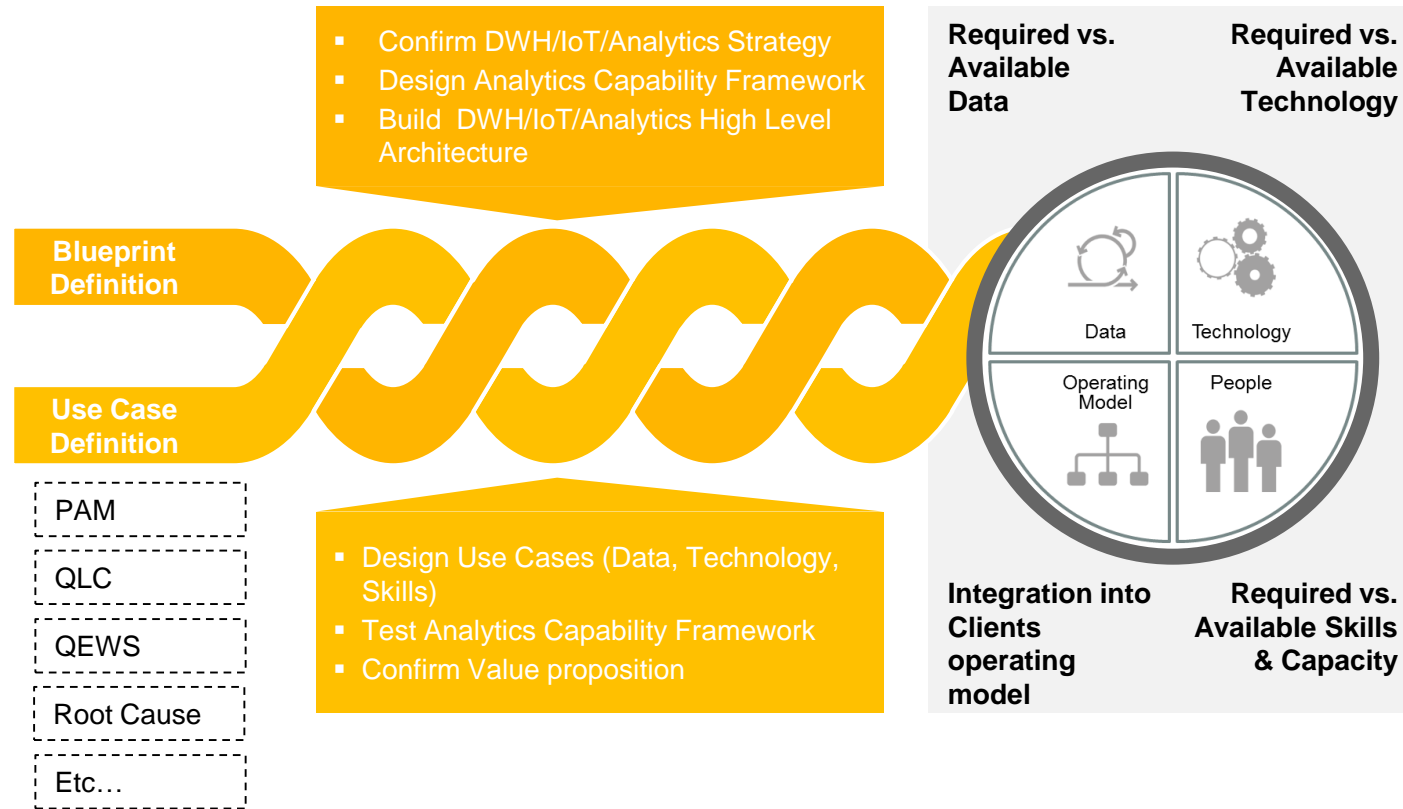 ▪ Confirm DWH/IoT/Analytics Strategy
▪ Design Analytics Capability Framework
▪ Build DWH/IoT/Analytics High Level
Architecture
Required vs.
Available
Data
Required vs.
Available
Technology
Blueprint
Definition
Use Case
Definition
PAM
QLC
QEWS
Root Cause
Etc…
▪ Design Use Cases (Data, Technology,
Skills)
▪ Test Analytics Capability Framework
▪ Confirm Value proposition
Data
Technology
Operating
Model
People
Integration into
Clients
operating
model
Required vs.
Available Skills
& Capacity